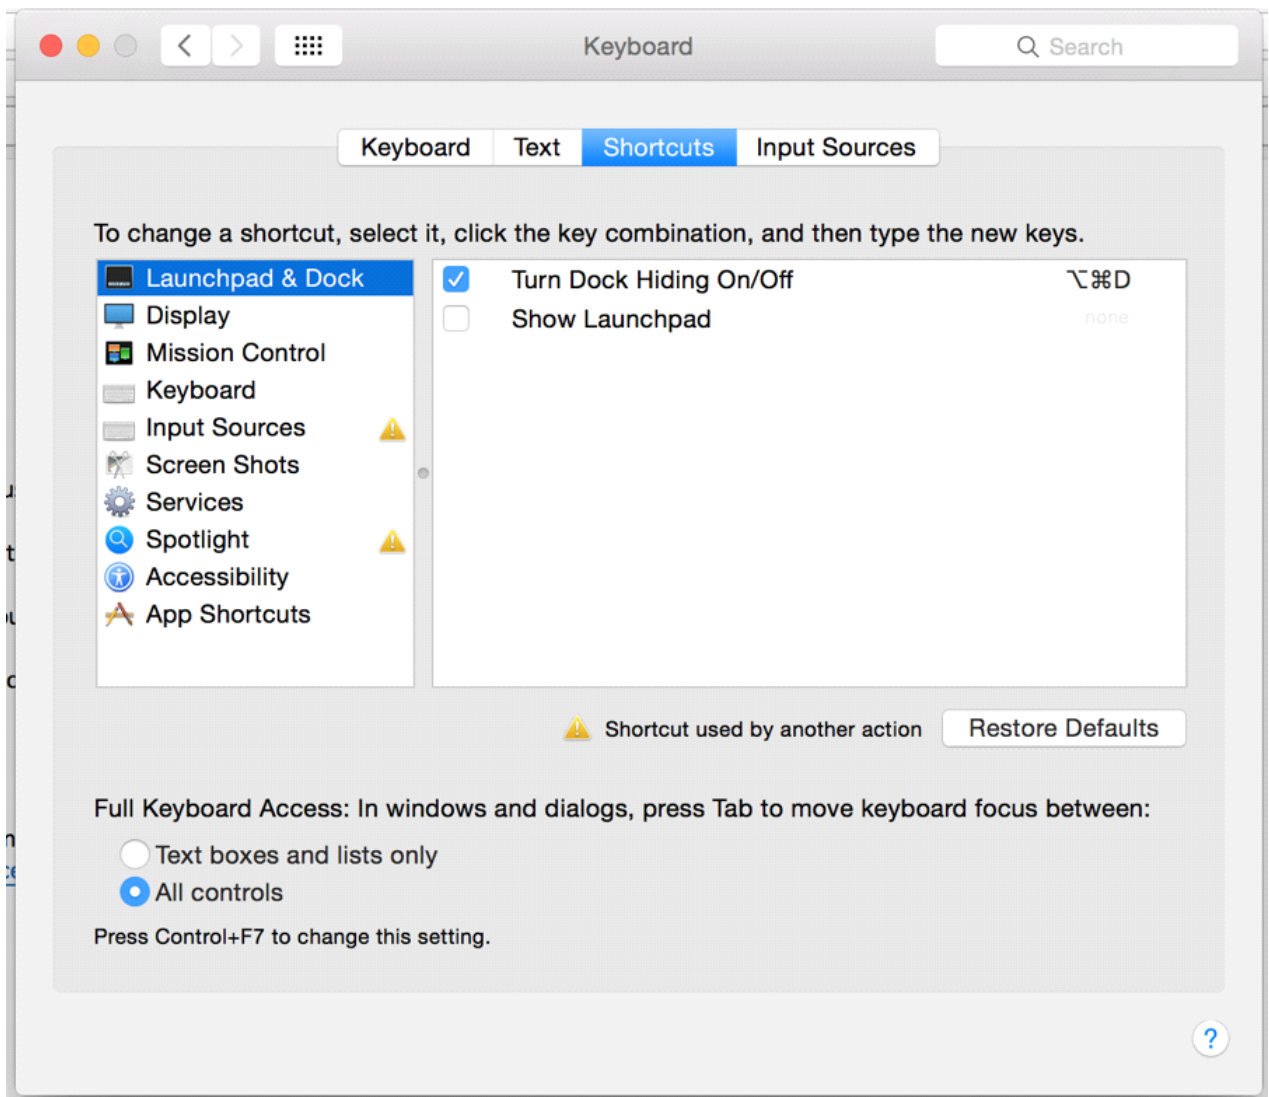 Keyboard
Search
Keyboard Text Shortcuts Input Sources
To change a shortcut, select it, click the key combination, and then type the new keys.
Launchpad & Dock
Display
Mission Control
Keyboard
Input Sources
Screen Shots
Services
Spotlight
Accessibility
App Shortcuts
Turn Dock Hiding On/Off ⌥⌘D
Show Launchpad none
Shortcut used by another action
Restore Defaults
Full Keyboard Access: In windows and dialogs, press Tab to move keyboard focus between:
Text boxes and lists only
All controls
Press Control+F7 to change this setting.
?